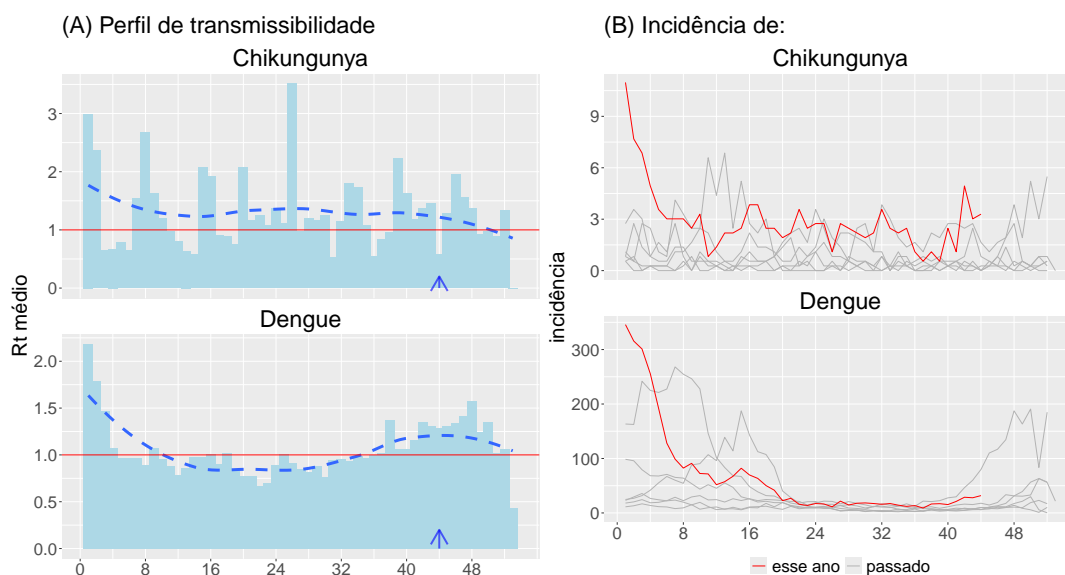 (A) Perfil de transmissibilidade
Chikungunya
3
2
1
0
Dengue
2.0
1.5
1.0
0.5
0.0
0 8 16 24 32 40 48
Rt médio
(B) Incidência de:
Chikungunya
9
6
3
0
Dengue
300
200
100
0
0 8 16 24 32 40 48
incidência
esse ano passado